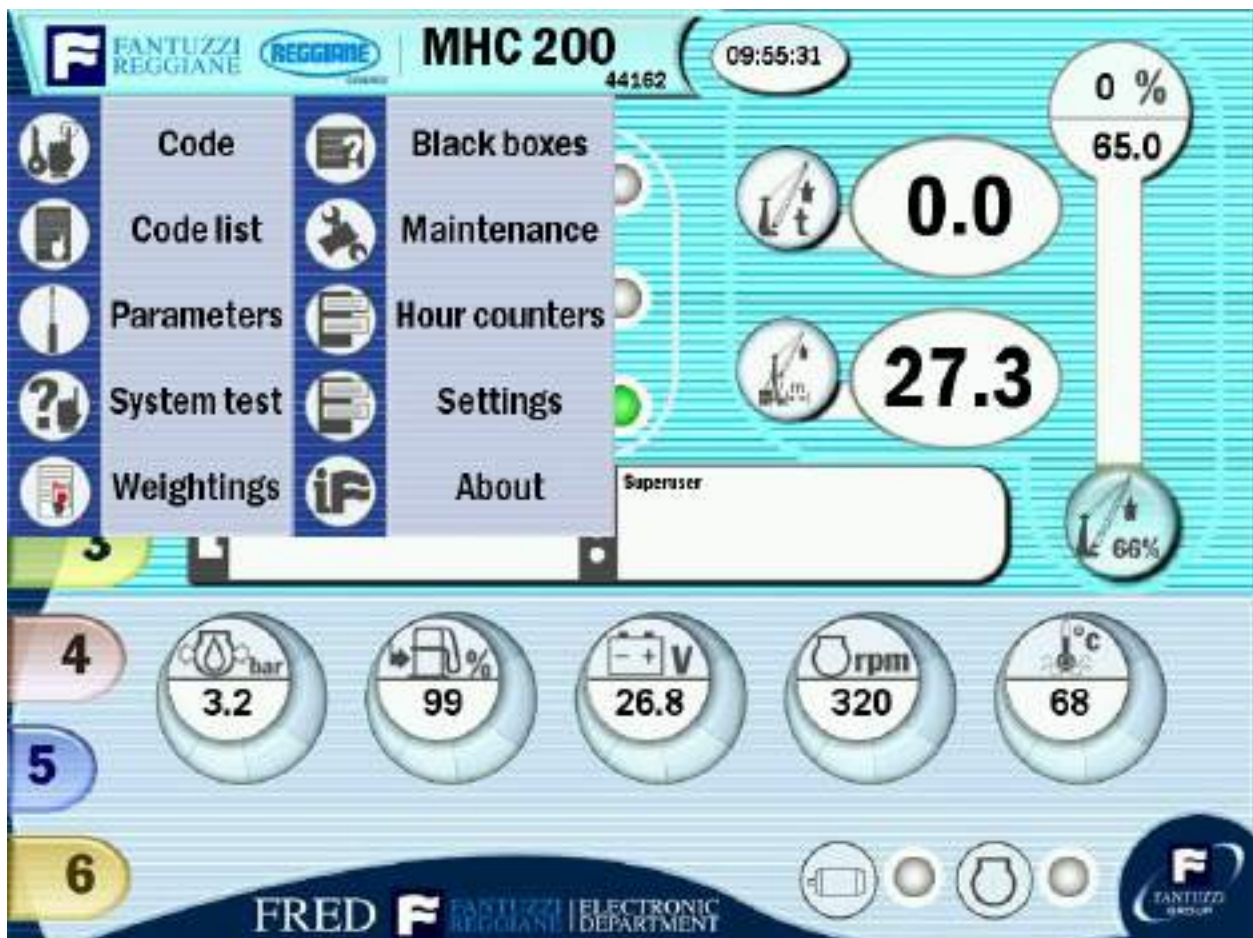 FANTUZZI
REGGIANE
REGGIANE
MHC 200
44162
09:55:31
0 %
65.0
Code
Black boxes
Code list
Maintenance
t
0.0
Parameters
Hour counters
m
27.3
System test
Settings
Weightings
iF
About
Superuser
66%
3
4
bar
3.2
%
99
- + V
26.8
rpm
320
°C
68
5
6
FRED
FANTUZZI
REGGIANE
ELECTRONIC
DEPARTMENT
FANTUZZI
GROUP